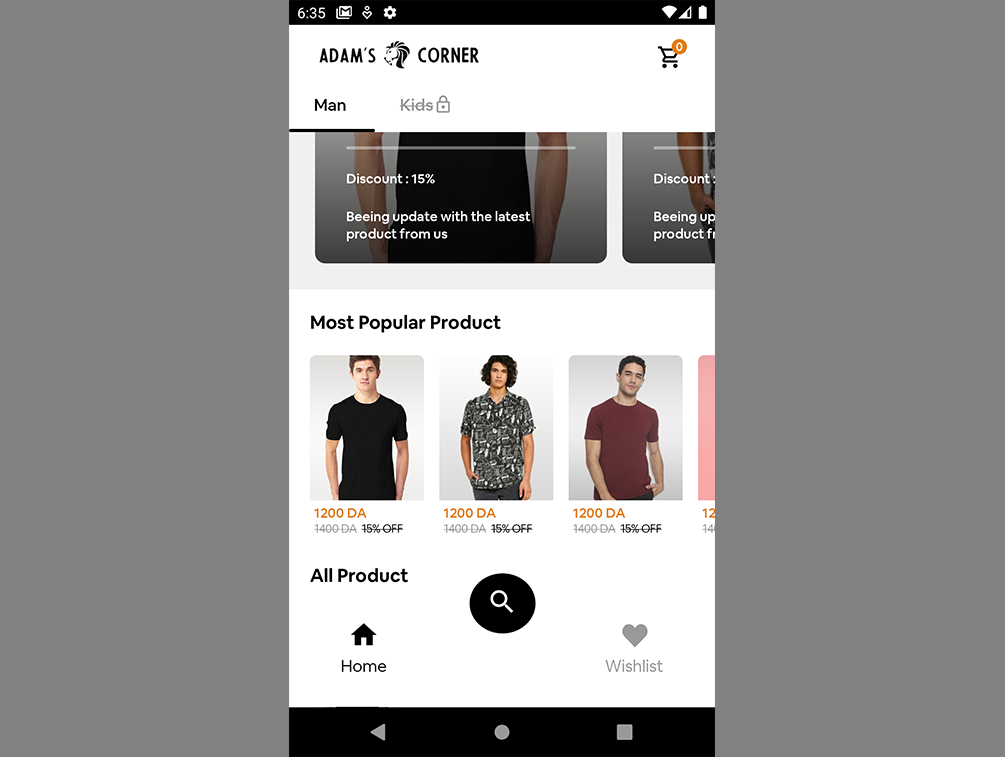 6:35
ADAM'S CORNER
0
Man
Kids
Discount : 15%
Discount :
Beeing update with the latest
product from us
Beeing up
product fr
Most Popular Product
1200 DA
1400 DA 15% OFF
1200 DA
1400 DA 15% OFF
1200 DA
1400 DA 15% OFF
12
140
All Product
Home
Wishlist